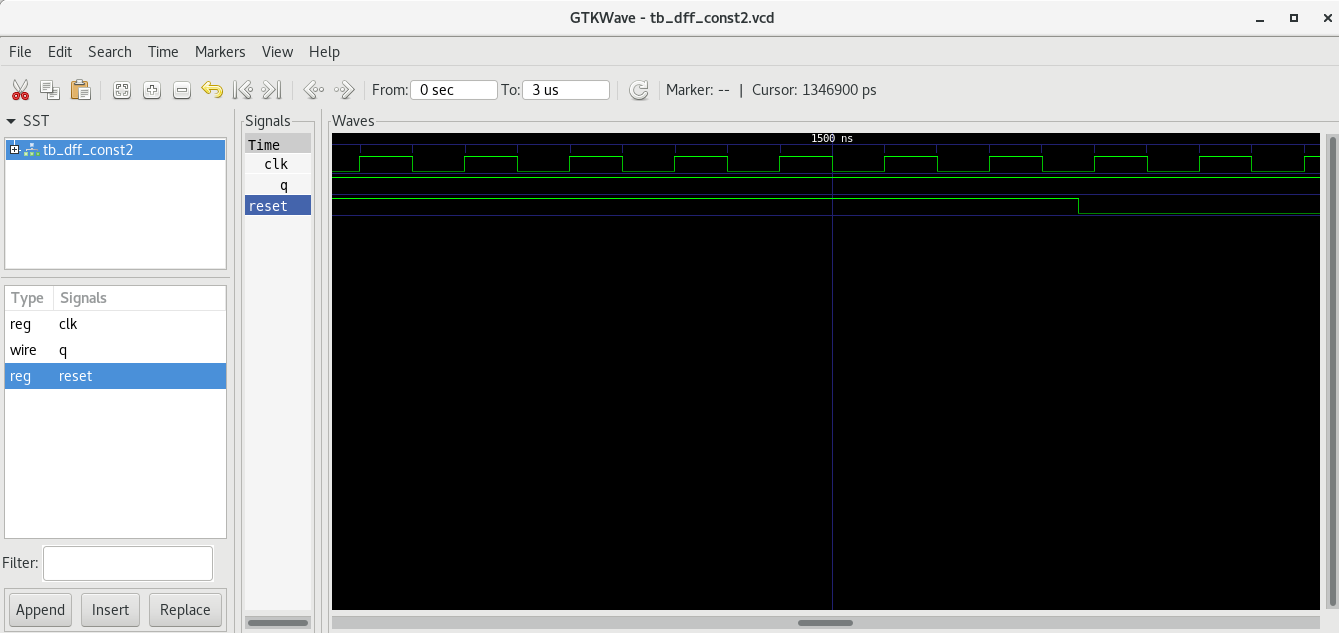 GTKWave - tb_dff_const2.vcd
File Edit Search Time Markers View Help
From: 0 sec To: 3 us Marker: -- | Cursor: 1346900 ps
SST
tb_dff_const2
Type Signals
reg clk
wire q
reg reset
Filter:
Append Insert Replace
Signals
Time
clk
q
reset
Waves
1500 ns